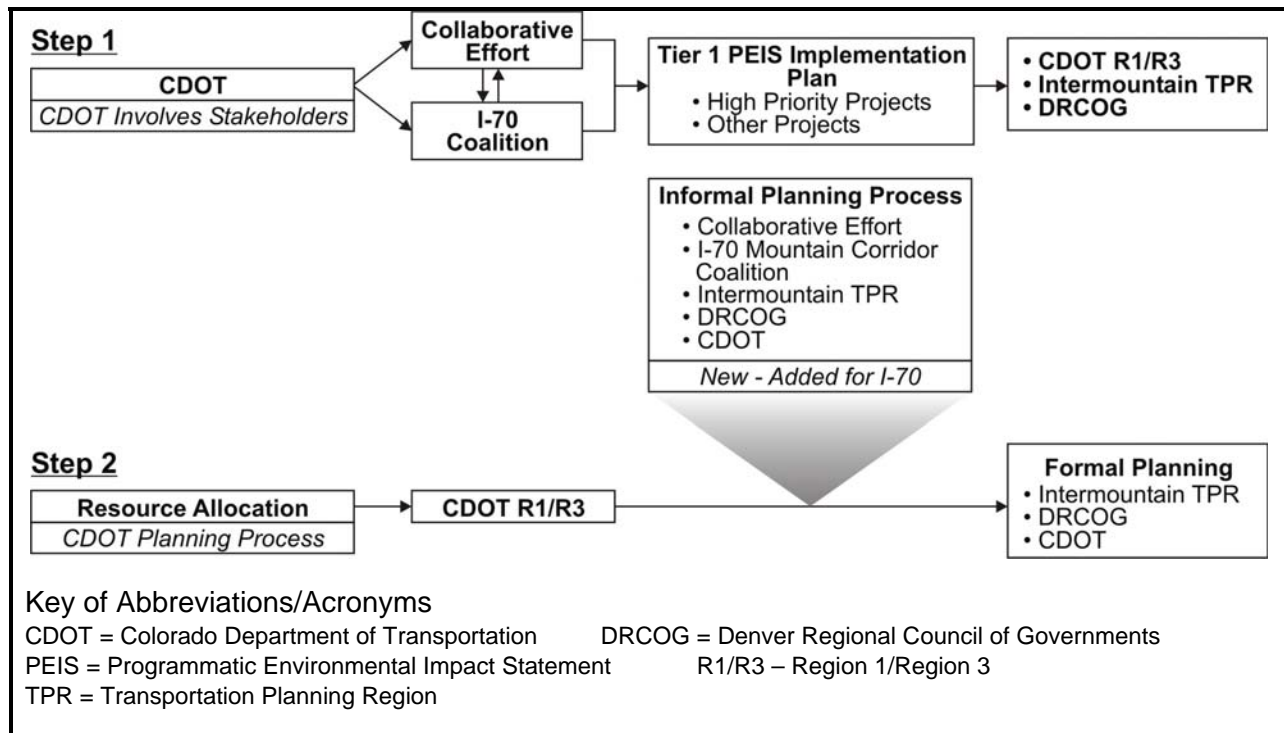 Step 1
CDOT
CDOT Involves Stakeholders
Collaborative
Effort
I-70
Coalition
Tier 1 PEIS Implementation
Plan
• High Priority Projects
• Other Projects
• CDOT R1/R3
• Intermountain TPR
• DRCOG
Informal Planning Process
• Collaborative Effort
• I-70 Mountain Corridor
Coalition
• Intermountain TPR
• DRCOG
• CDOT
New - Added for I-70
Step 2
Resource Allocation
CDOT Planning Process
CDOT R1/R3
Formal Planning
• Intermountain TPR
• DRCOG
• CDOT
Key of Abbreviations/Acronyms
CDOT = Colorado Department of Transportation DRCOG = Denver Regional Council of Governments
PEIS = Programmatic Environmental Impact Statement R1/R3 – Region 1/Region 3
TPR = Transportation Planning Region